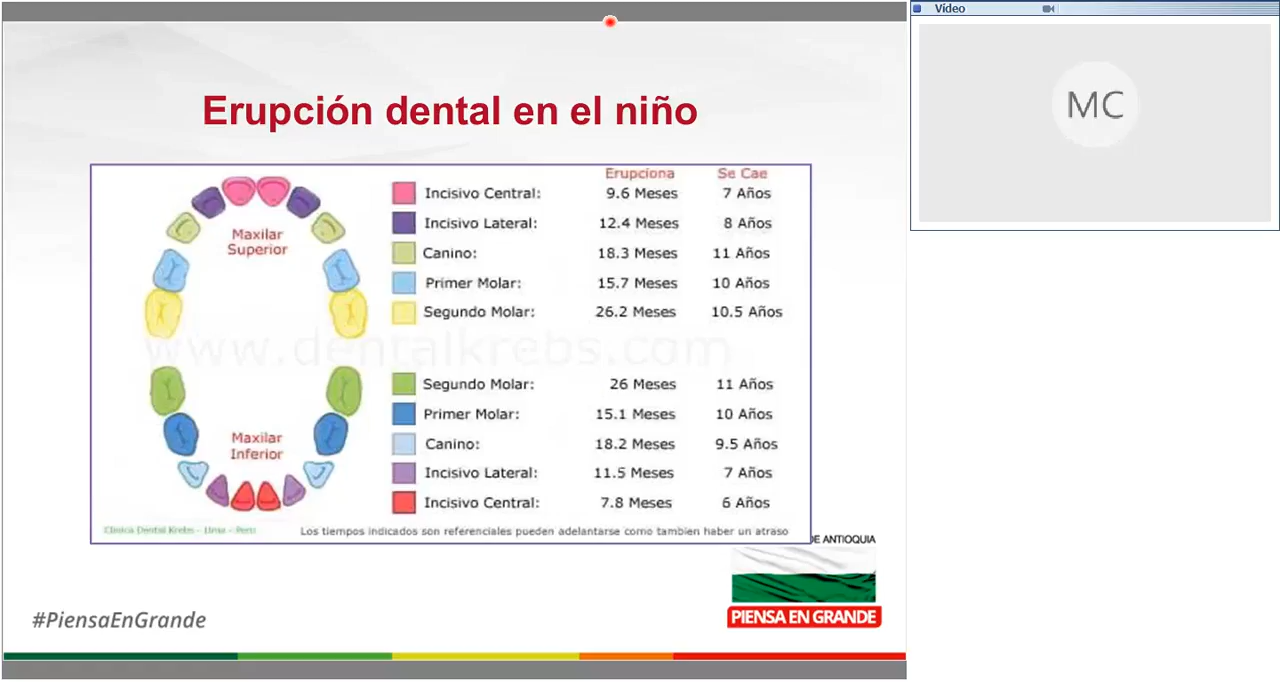 Vídeo
MC
Erupción dental en el niño
Erupciona Se Cae
Incisivo Central: 9.6 Meses 7 Años
Incisivo Lateral: 12.4 Meses 8 Años
Canino: 18.3 Meses 11 Años
Primer Molar: 15.7 Meses 10 Años
Segundo Molar: 26.2 Meses 10.5 Años
Maxilar
Superior
www.dentalkrebs.com
Segundo Molar: 26 Meses 11 Años
Primer Molar: 15.1 Meses 10 Años
Canino: 18.2 Meses 9.5 Años
Incisivo Lateral: 11.5 Meses 7 Años
Incisivo Central: 7.8 Meses 6 Años
Maxilar
Inferior
Clinica Dental Krebs - Lima - Perú
Los tiempos indicados son referenciales pueden adelantarse como tambien haber un atraso
DE ANTIOQUIA
PIENSA EN GRANDE
#PiensaEnGrande